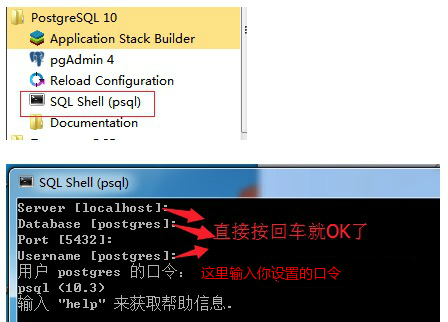 PostgreSQL 10
Application Stack Builder
pgAdmin 4
Reload Configuration
SQL Shell (psql)
Documentation
SQL Shell (psql)
Server [localhost]:
Database [postgres]:
直接按回车就OK了
Port [5432]:
Username [postgres]:
用户 postgres 的口令: 这里输入你设置的口令
psql (10.3)
输入 "help" 来获取帮助信息.